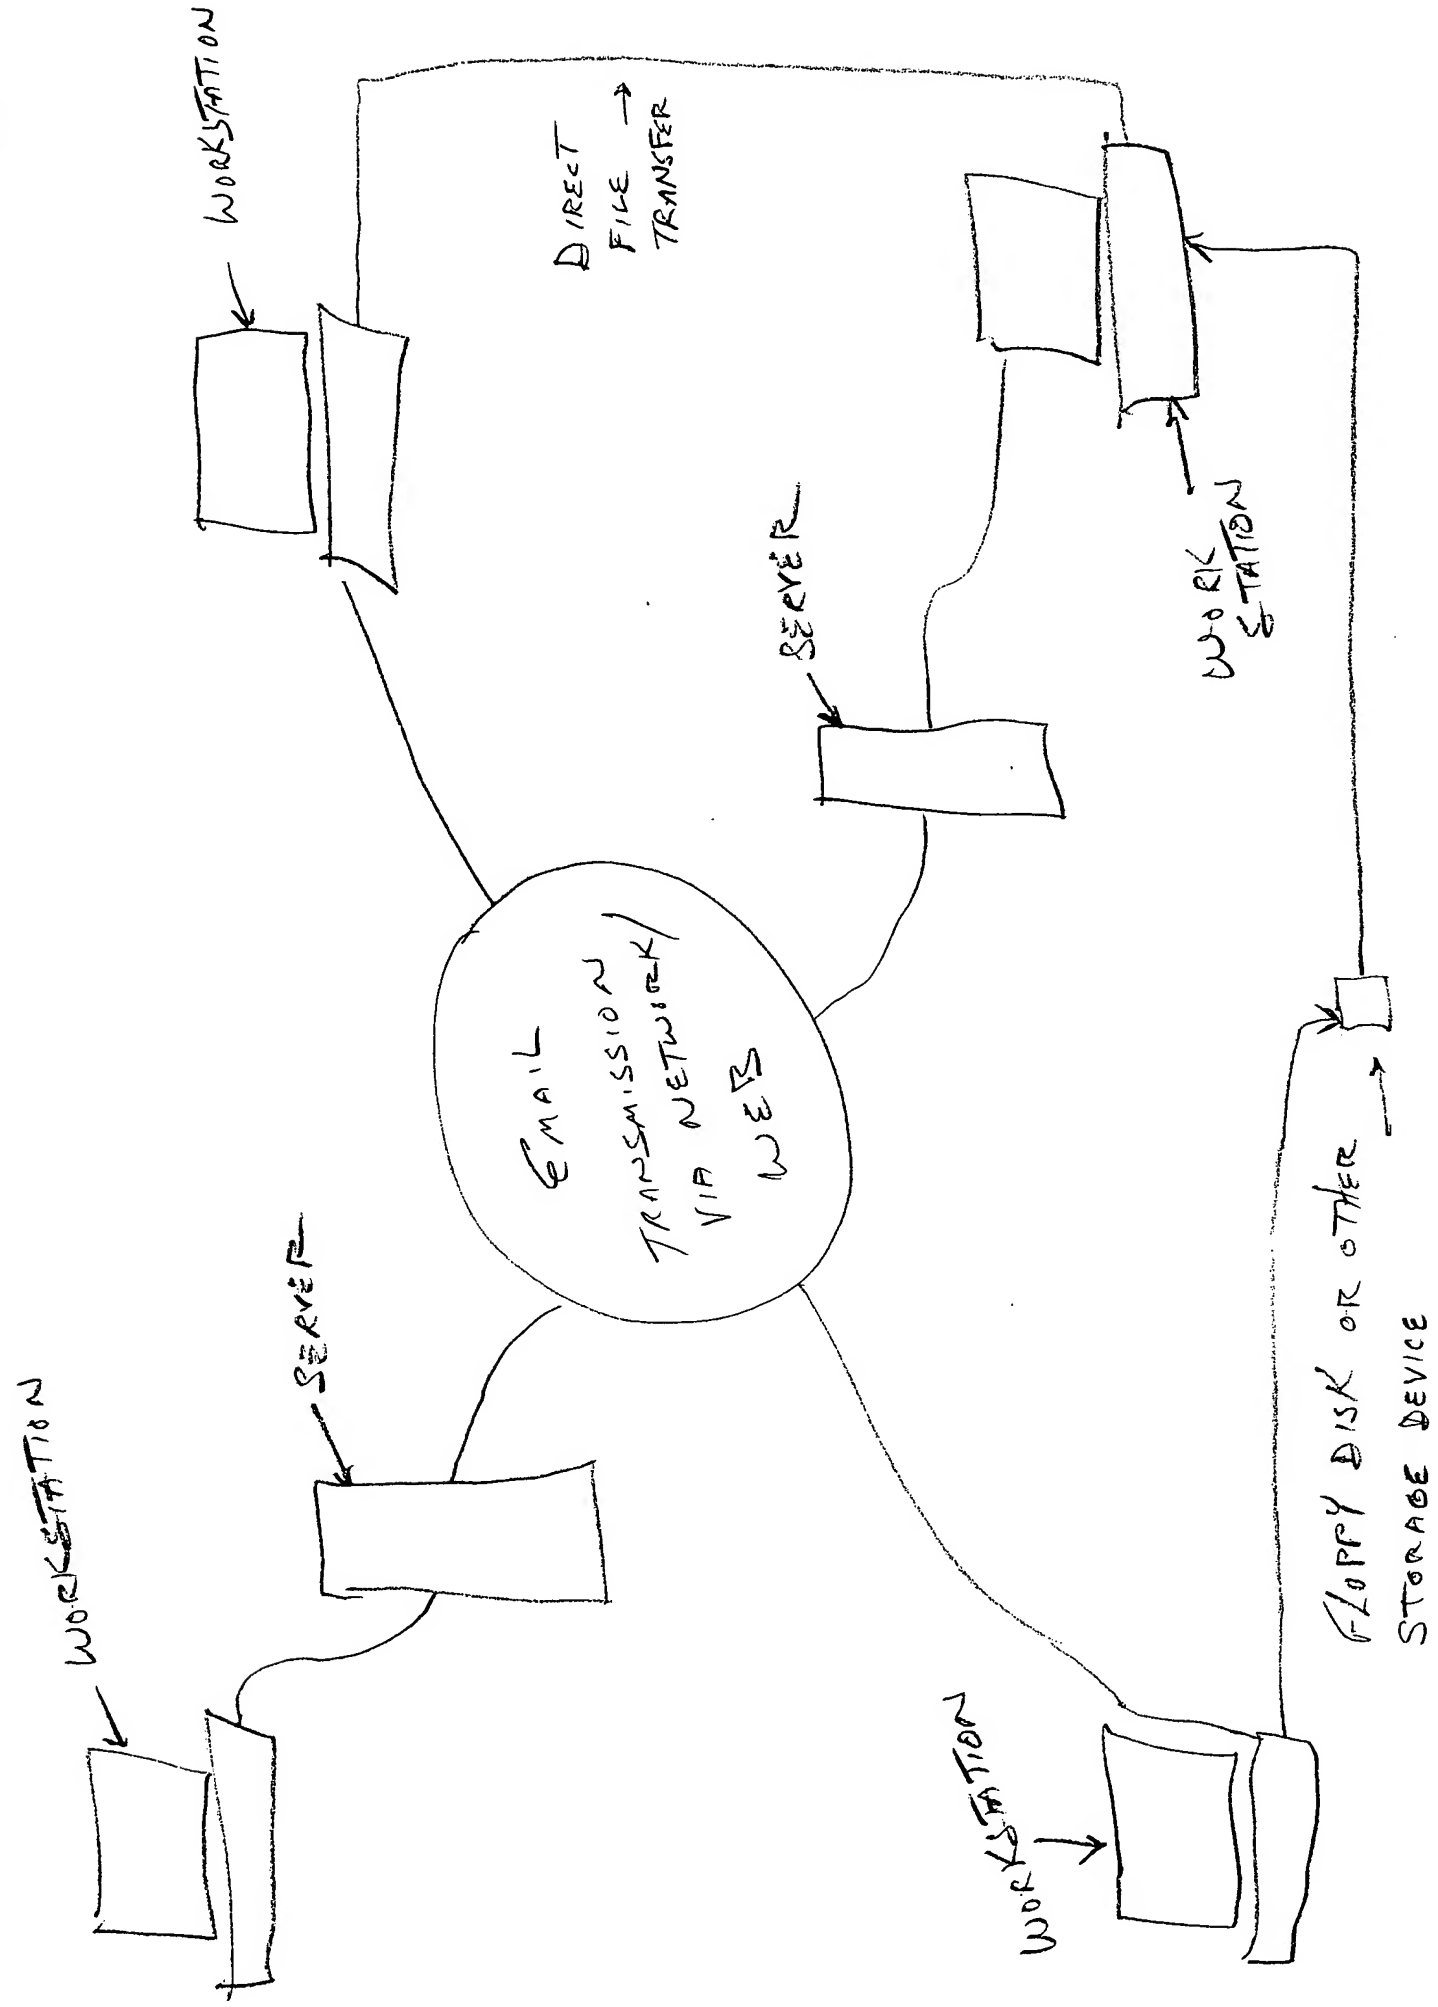 WORKSTATION
SERVER
EMAIL
TRANSMISSION
VIA NETWORK/
WEB
WORKSTATION
DIRECT
FILE
TRANSFER
SERVER
WORK
STATION
WORKSTATION
FLOPPY DISK OR OTHER
STORAGE DEVICE